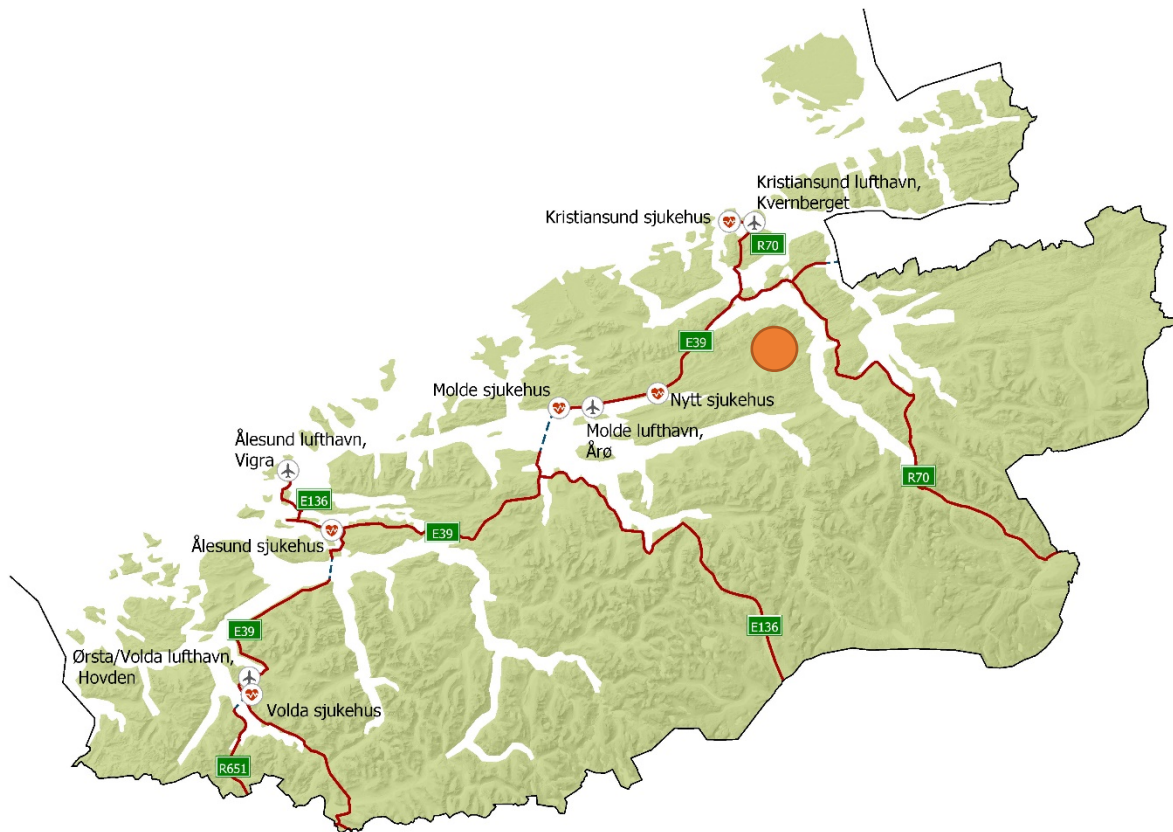 Kristiansund lufthavn,
Kvernberget
Kristiansund sjukehus
R70
E39
Molde sjukehus
Nytt sjukehus
Molde lufthavn,
Årø
Ålesund lufthavn,
Vigra
E136
R70
Ålesund sjukehus
E39
E39
E136
Ørsta/Volda lufthavn,
Hovden
Volda sjukehus
R651